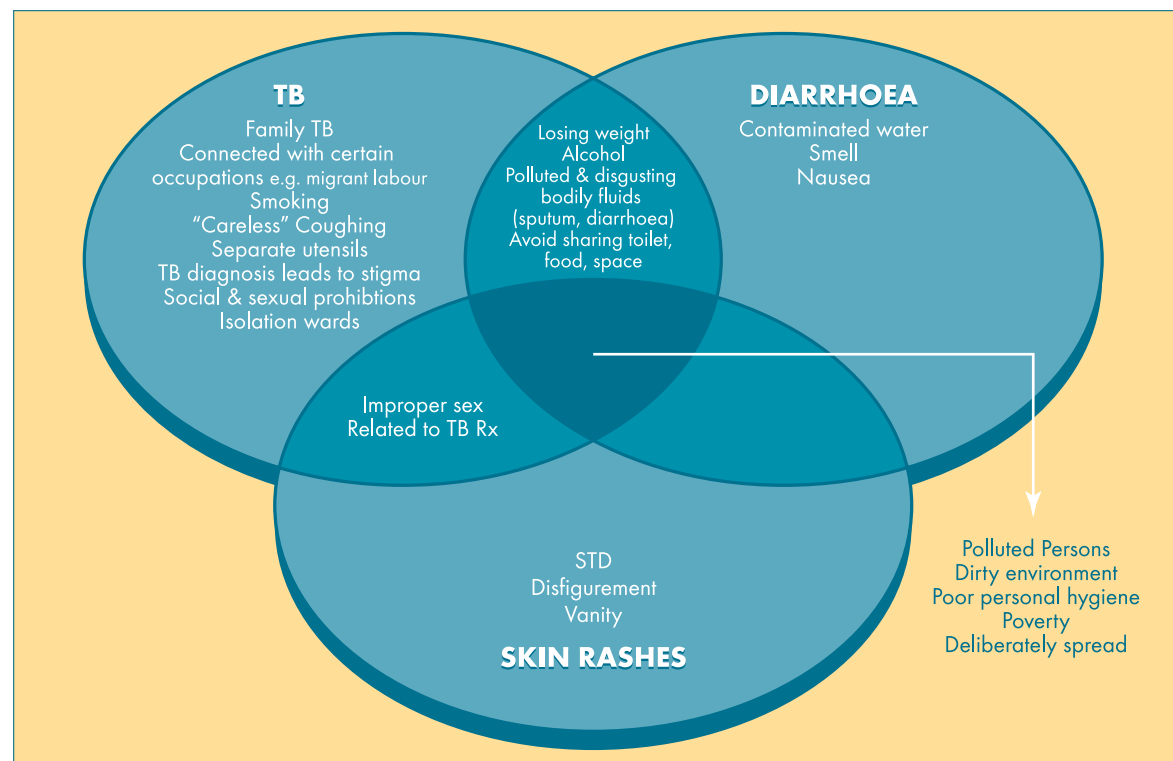 TB
Family TB
Connected with certain
occupations e.g. migrant labour
Smoking
“Careless” Coughing
Separate utensils
TB diagnosis leads to stigma
Social & sexual prohibtions
Isolation wards
Losing weight
Alcohol
Polluted & disgusting
bodily fluids
(sputum, diarrhoea)
Avoid sharing toilet,
food, space
DIARRHOEA
Contaminated water
Smell
Nausea
Improper sex
Related to TB Rx
STD
Disfigurement
Vanity
SKIN RASHES
Polluted Persons
Dirty environment
Poor personal hygiene
Poverty
Deliberately spread